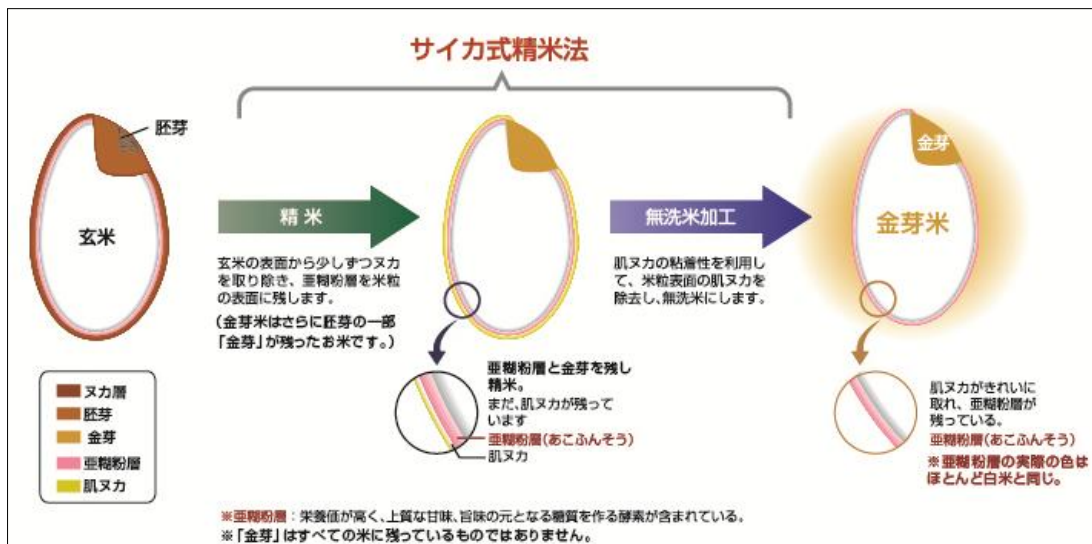 サイカ式精米法
胚芽
玄米
精米
玄米の表面から少しずつヌカ
を取り除き、亜糊粉層を米粒
の表面に残します。
(金芽米はさらに胚芽の一部
「金芽」が残ったお米です。)
無洗米加工
肌ヌカの粘着性を利用し
て、米粒表面の肌ヌカを
除去し、無洗米にします。
金芽
金芽米
ヌカ層
胚芽
金芽
亜糊粉層
肌ヌカ
亜糊粉層と金芽を残し
精米。
まだ、肌ヌカが残って
います
亜糊粉層(あこふんそう)
肌ヌカ
肌ヌカがきれいに
取れ、亜糊粉層が
残っている。
亜糊粉層(あこふんそう)
※亜糊粉層の実際の色は
ほとんど白米と同じ。
※亜糊粉層：栄養価が高く、上質な甘味、旨味の元となる糖質を作る酵素が含まれている。
※「金芽」はすべての米に残っているものではありません。